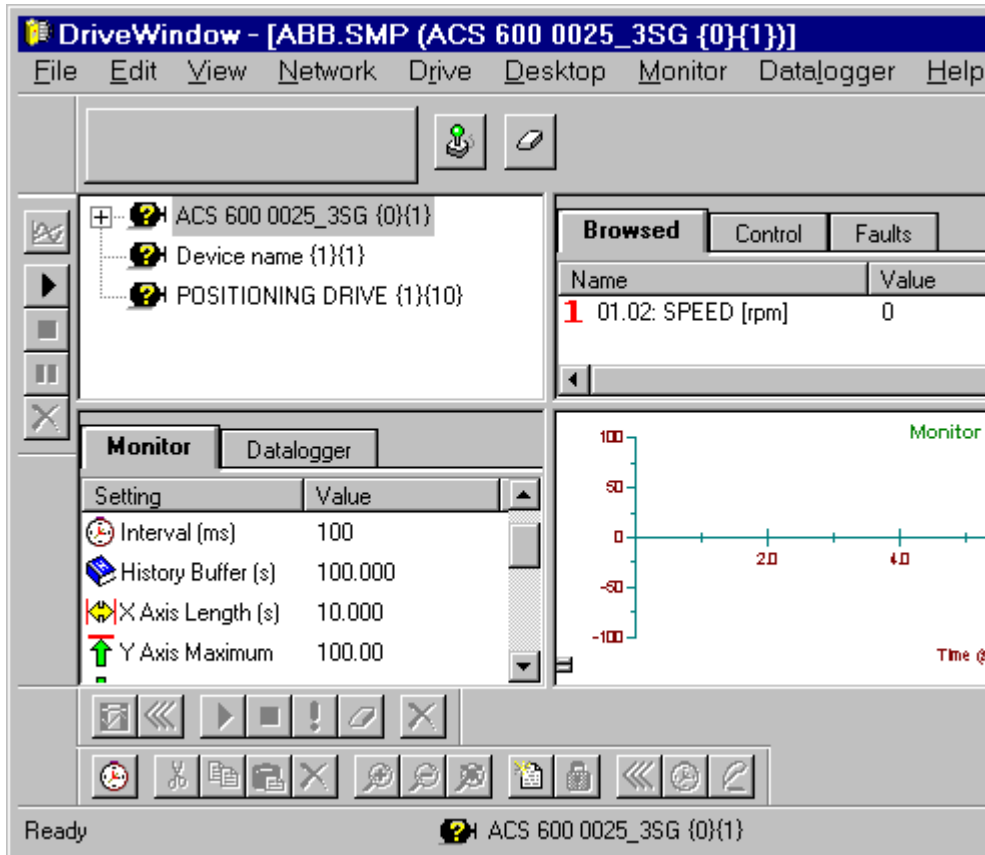 DriveWindow - [ABB.SMP (ACS 600 0025_3SG {0}{1})]
File Edit View Network Drive Desktop Monitor Datalogger Help
ACS 600 0025_3SG {0}{1}
Device name {1}{1}
POSITIONING DRIVE {1}{10}
Browsed Control Faults
Name Value
1 01.02: SPEED [rpm] 0
Monitor Datalogger
Setting Value
Interval (ms) 100
History Buffer (s) 100.000
X Axis Length (s) 10.000
Y Axis Maximum 100.00
Monitor
100
50
0
-50
-100
2.0 4.0
Time
Ready ACS 600 0025_3SG {0}{1}